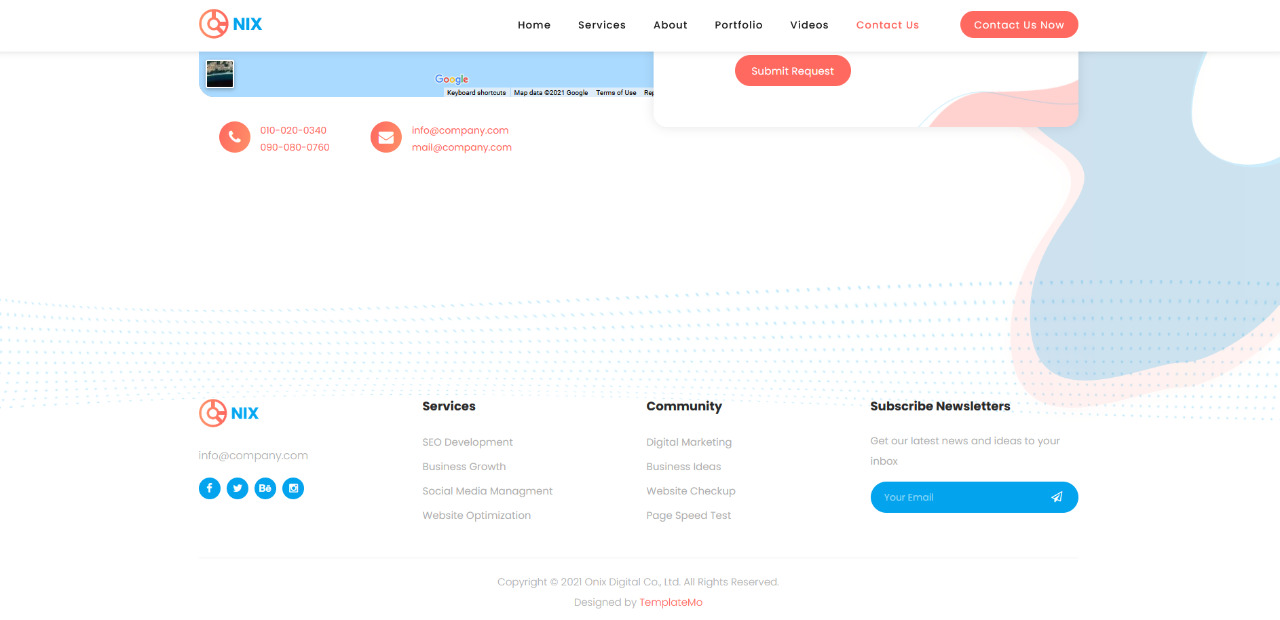 NIX
Home
Services
About
Portfolio
Videos
Contact Us
Contact Us Now
Google
Keyboard shortcuts
Map data ©2021 Google
Terms of Use
Rep
Submit Request
010-020-0340
090-080-0760
info@company.com
mail@company.com
NIX
info@company.com
Services
SEO Development
Business Growth
Social Media Managment
Website Optimization
Community
Digital Marketing
Business Ideas
Website Checkup
Page Speed Test
Subscribe Newsletters
Get our latest news and ideas to your
inbox
Your Email
Copyright © 2021 Onix Digital Co., Ltd. All Rights Reserved.
Designed by TemplateMo